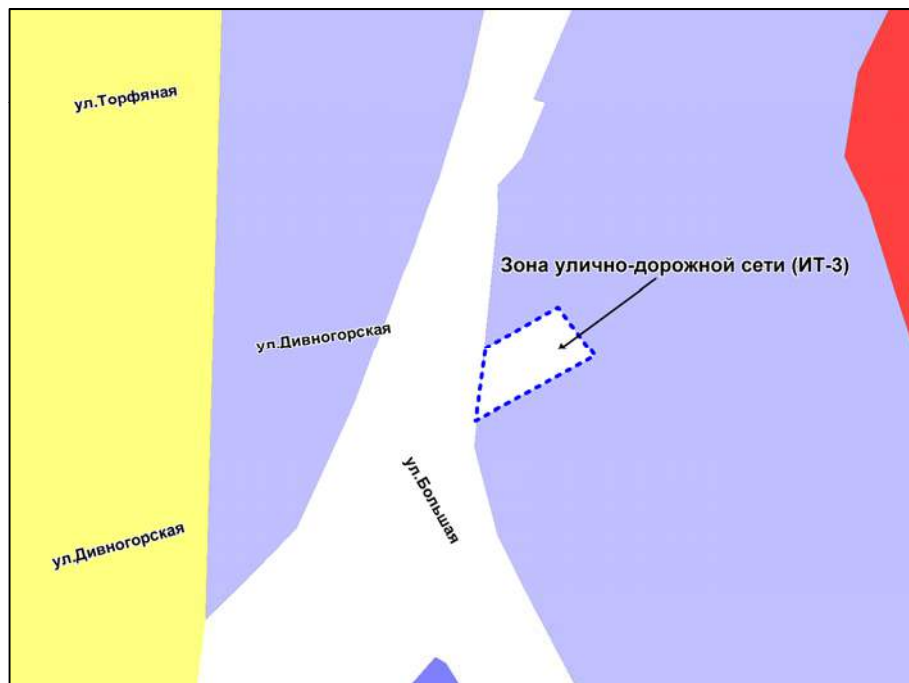 ул.Торфяная
Зона улично-дорожной сети (ИТ-3)
ул.Дивногорская
ул.Большая
ул.Дивногорская